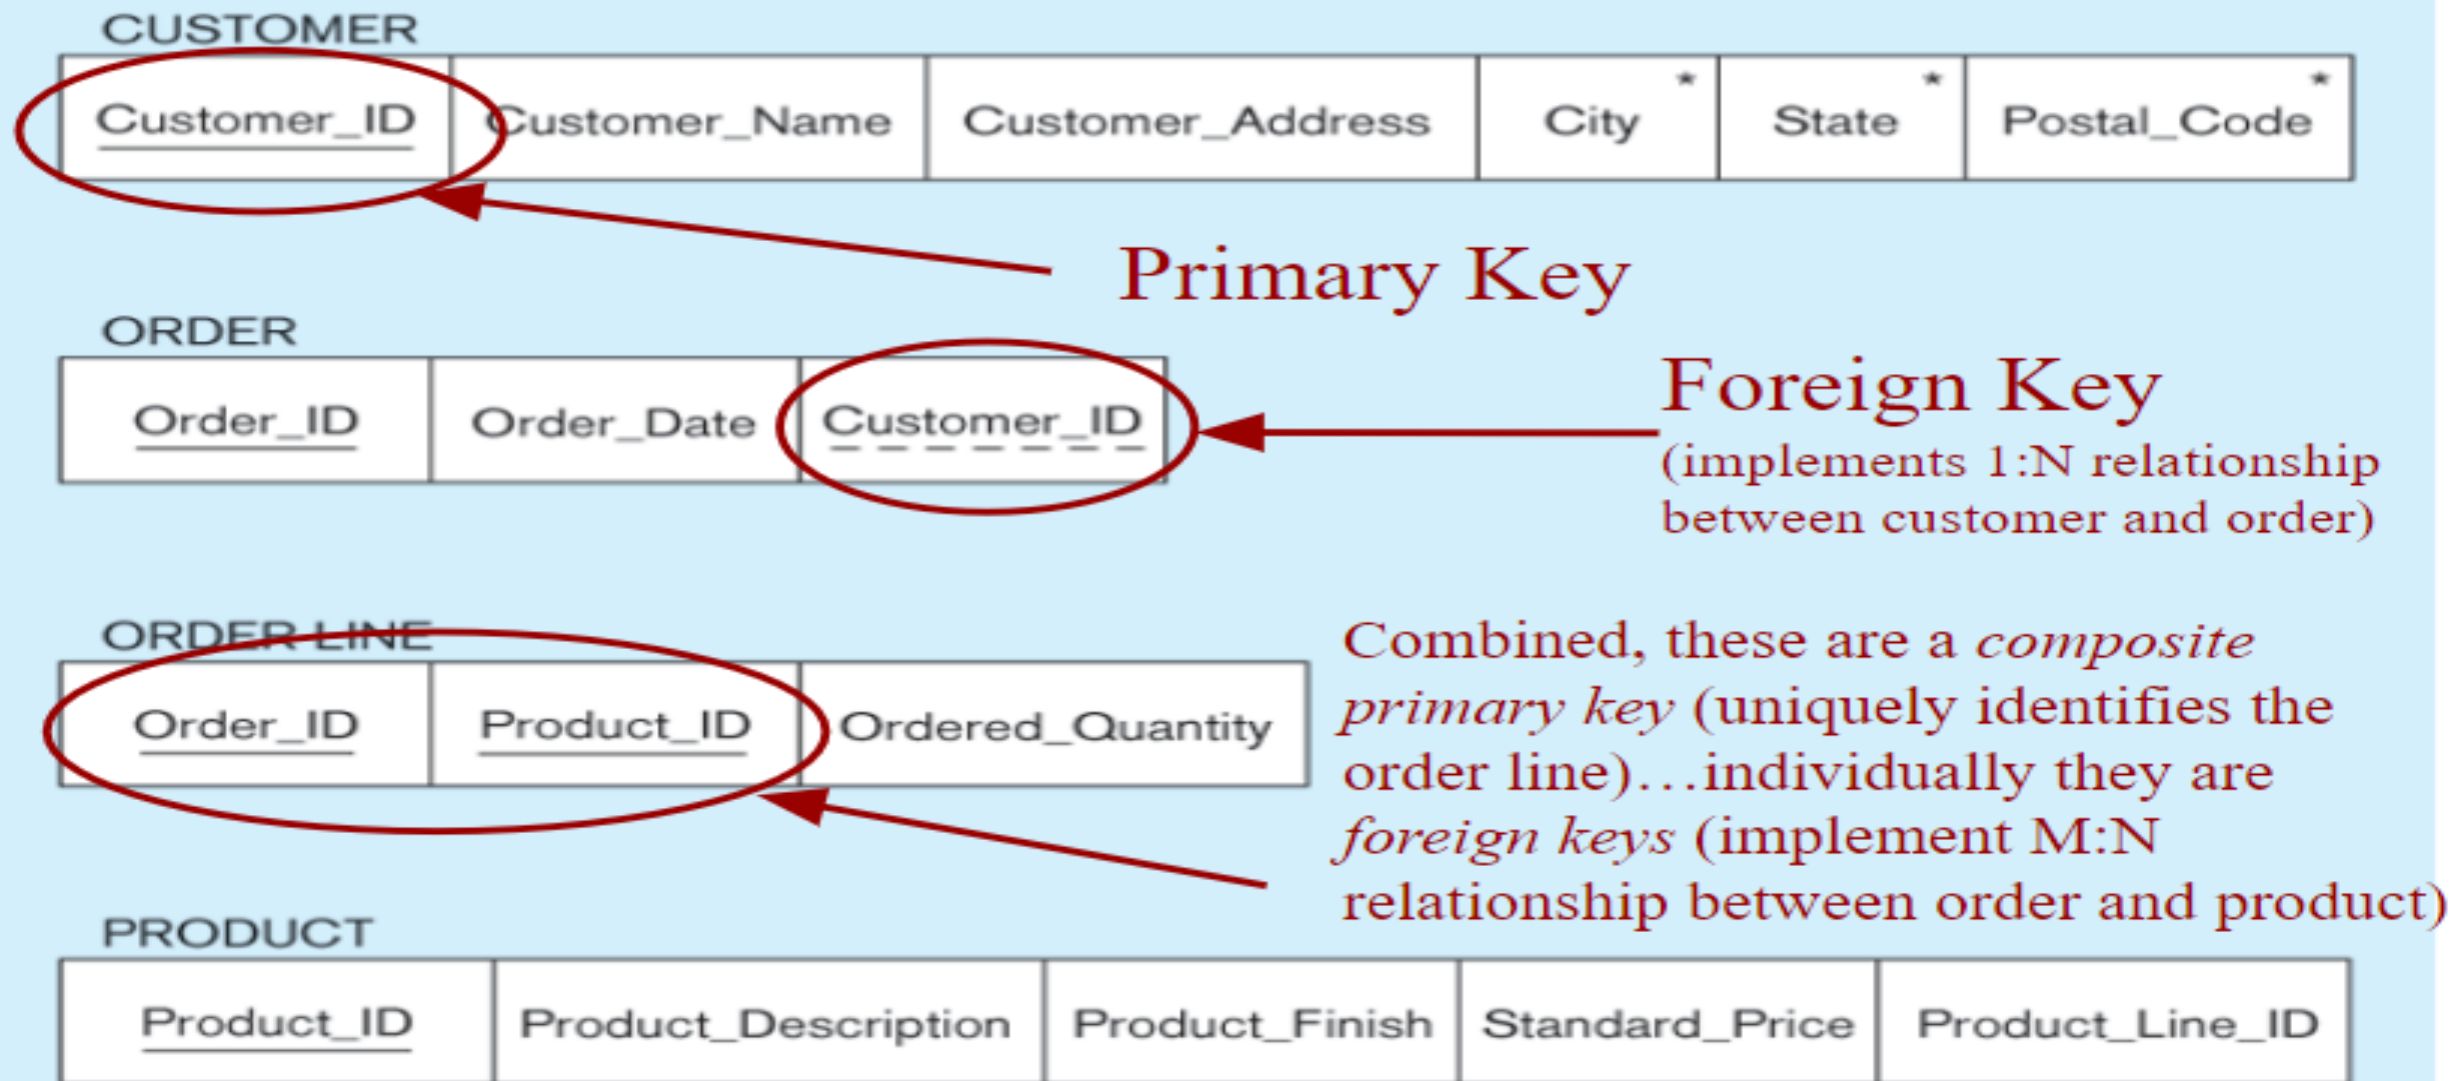 CUSTOMER
Customer_ID Customer_Name Customer_Address City * State * Postal_Code *
Primary Key
ORDER
Order_ID Order_Date Customer_ID
Foreign Key
(implements 1:N relationship
between customer and order)
ORDER LINE
Order_ID Product_ID Ordered_Quantity
Combined, these are a composite
primary key (uniquely identifies the
order line)…individually they are
foreign keys (implement M:N
relationship between order and product)
PRODUCT
Product_ID Product_Description Product_Finish Standard_Price Product_Line_ID